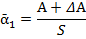 α̃₁ = (A + ΔA) / S